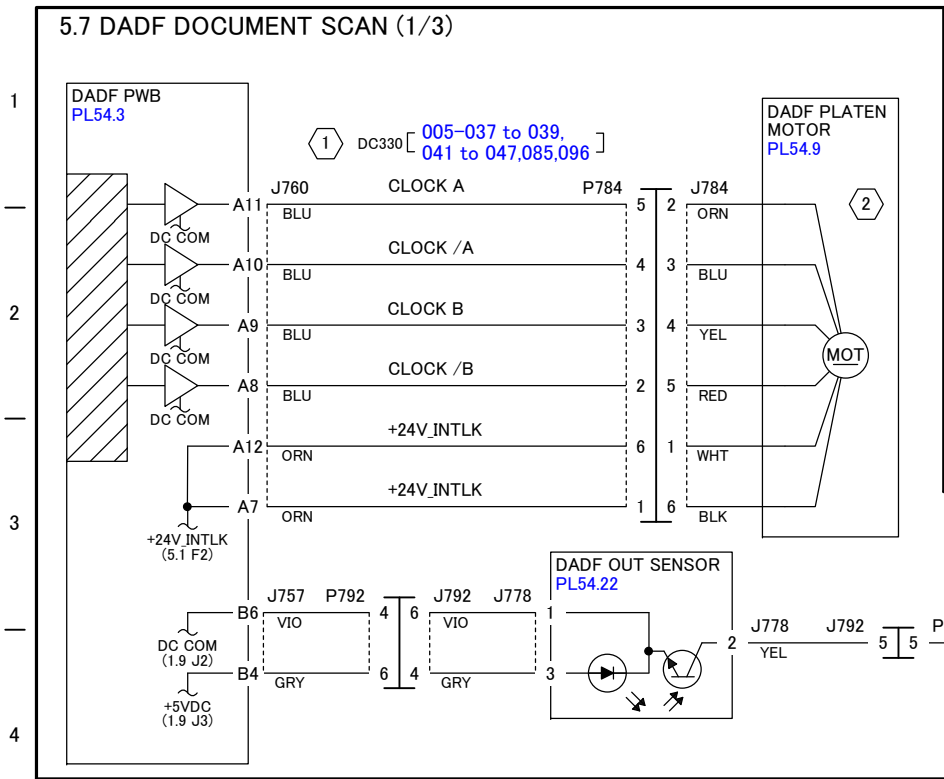 5.7 DADF DOCUMENT SCAN (1/3)
1
DADF PWB
PL54.3
1
DC330 [ 005-037 to 039,
041 to 047,085,096 ]
DADF PLATEN
MOTOR
PL54.9
J760
CLOCK A
P784
J784
A11
BLU
5
2
ORN
2
DC COM
CLOCK /A
A10
BLU
4
3
BLU
DC COM
2
CLOCK B
A9
BLU
3
4
YEL
DC COM
MOT
CLOCK /B
A8
BLU
2
5
RED
DC COM
+24V_INTLK
A12
ORN
6
1
WHT
+24V_INTLK
A7
ORN
1
6
BLK
3
+24V_INTLK
(5.1 F2)
DADF OUT SENSOR
PL54.22
J757
P792
J792
J778
B6
VIO
4
6
VIO
1
DC COM
(1.9 J2)
2
J778
J792
P
YEL
5
5
B4
GRY
6
4
GRY
3
+5VDC
(1.9 J3)
4